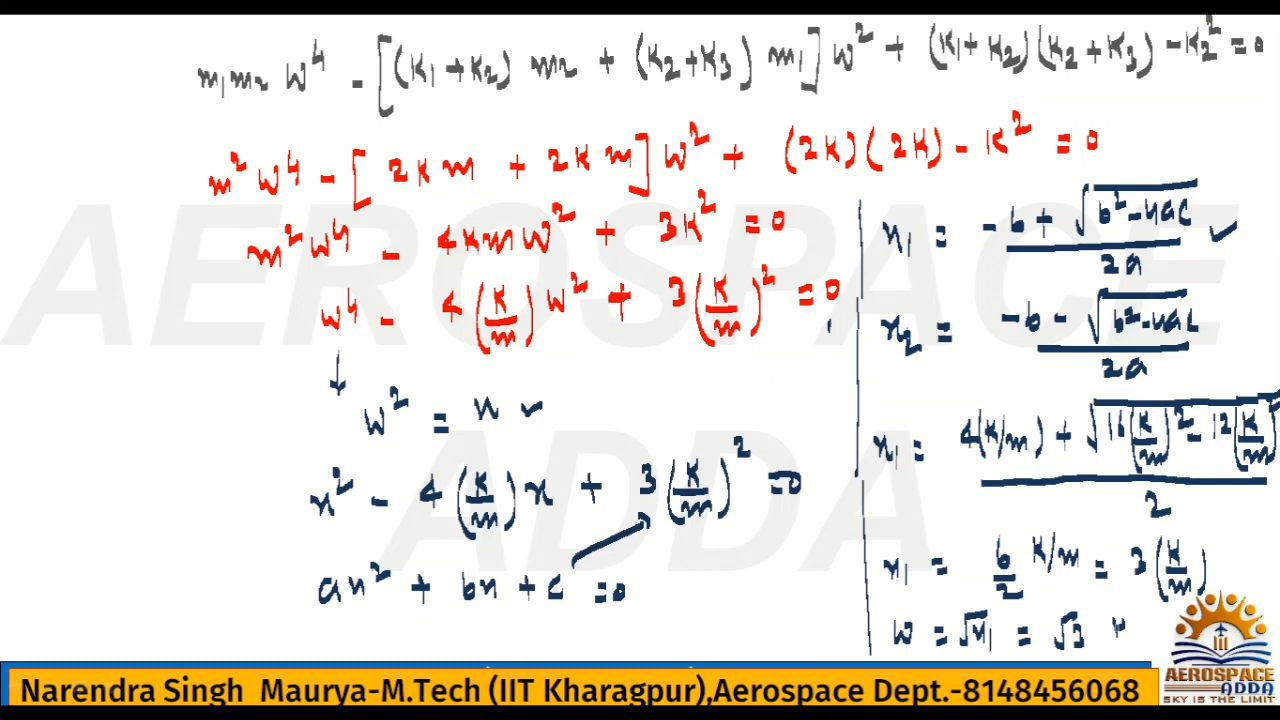 m₁m₂ w⁴ - [(K₁+K₂) m₂ + (K₂+K₃) m₁] w² + (K₁+K₂)(K₂+K₃) - K₂² = 0
m² w⁴ - [2Km + 2Km] w² + (2K)(2K) - K² = 0
m² w⁴ - 4Kmw² + 3K² = 0
w⁴ - 4(K/m) w² + 3(K/m)² = 0
↓
w² = x ✓
x² - 4(K/m)x + 3(K/m)² = 0
ax² + bx + c = 0
x₁ = (-b + √(b²-4ac))/2a ✓
x₂ = (-b - √(b²-4ac))/2a
x₁ = (4(K/m) + √(16(K/m)² - 12(K/m)²))/2
x₁ = 6/2 K/m = 3(K/m)
w = √x₁ = √3
AEROSPACE
ADDA
AEROSPACE
ADDA
SKY IS THE LIMIT
Narendra Singh Maurya-M.Tech (IIT Kharagpur),Aerospace Dept.-8148456068